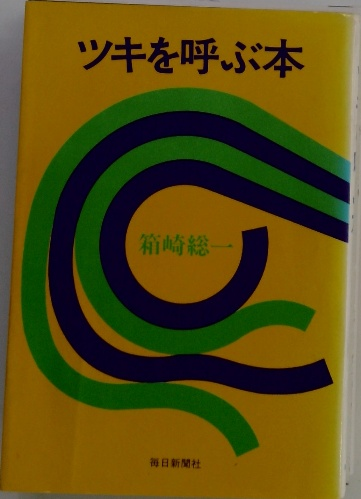 ツキを呼ぶ本
箱崎総一
毎日新聞社